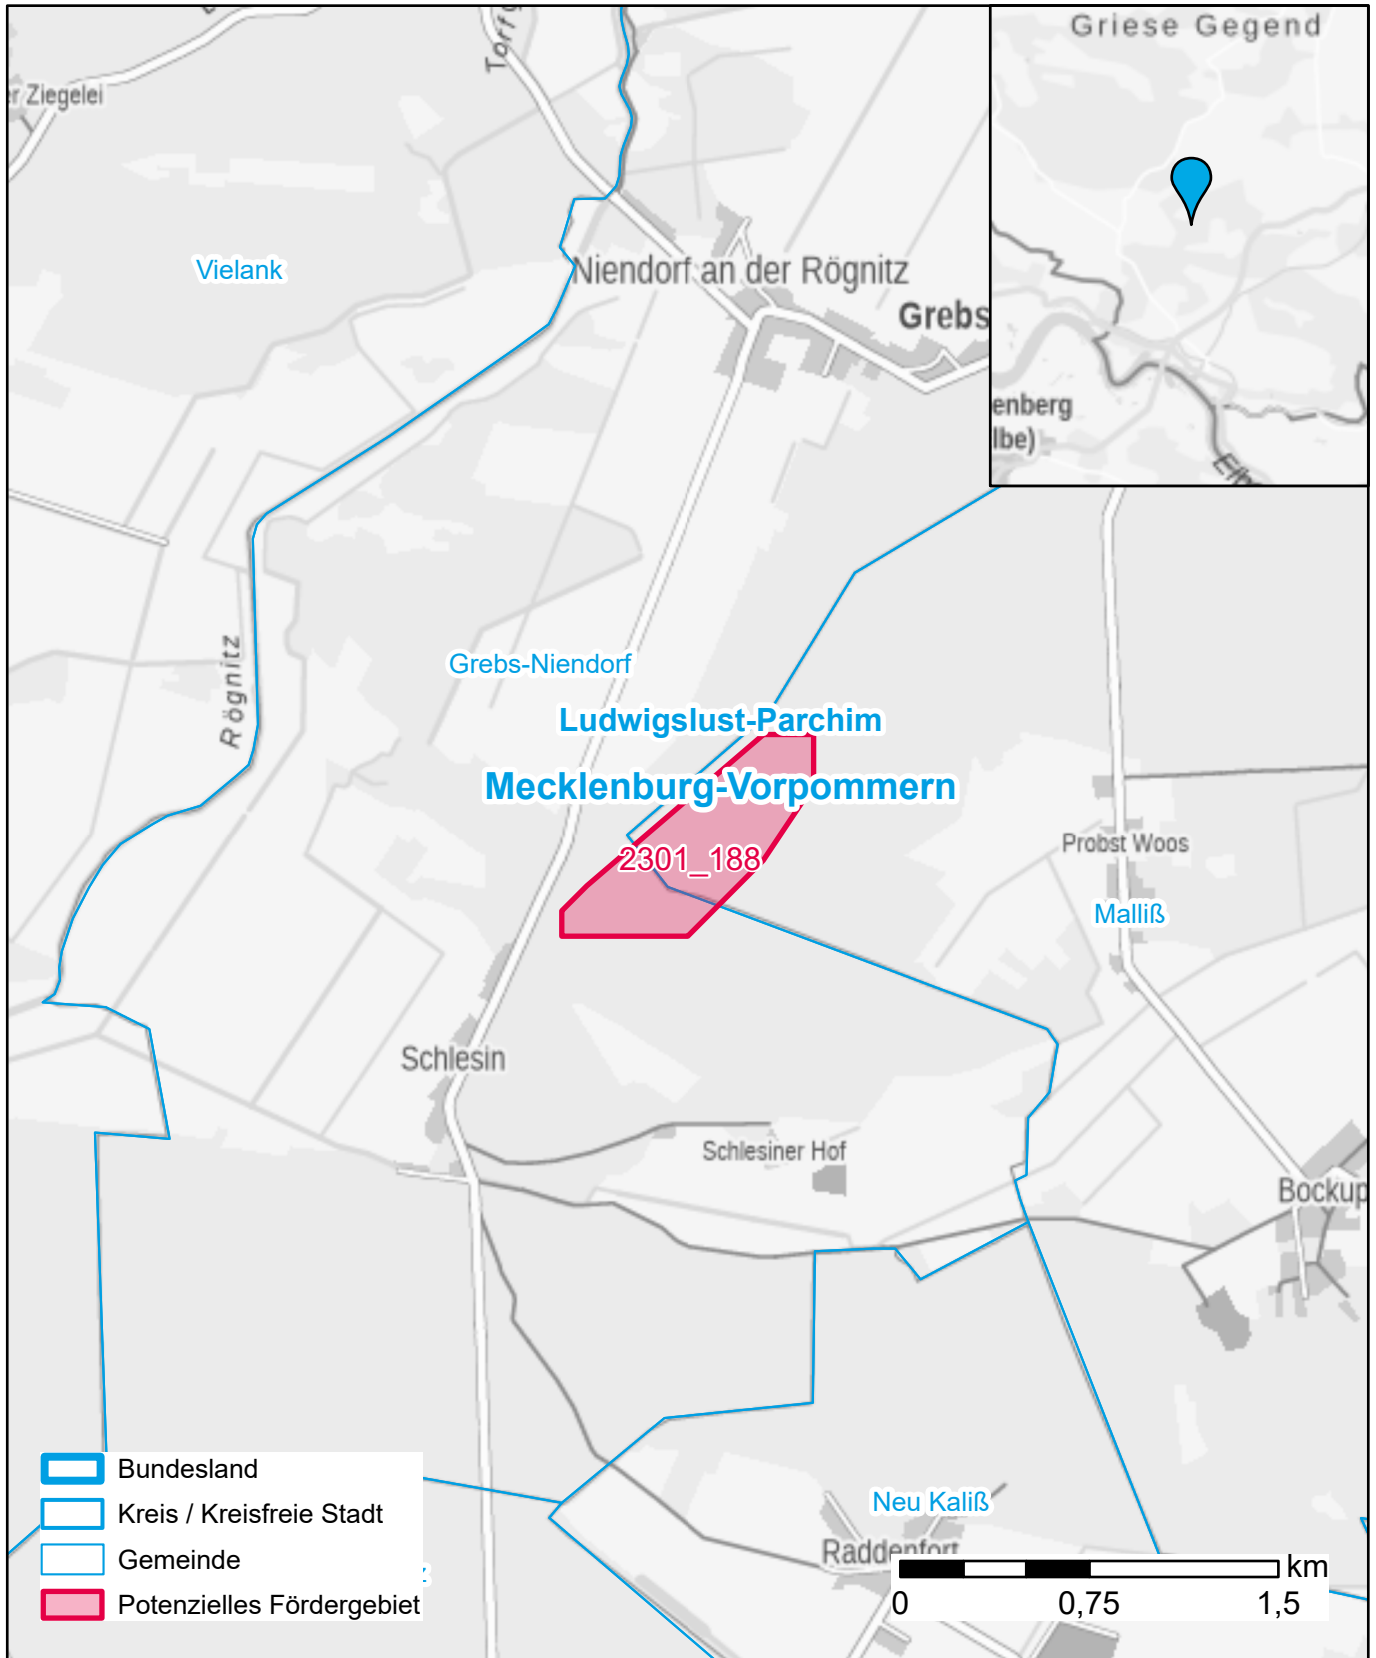 Griese Gegend
er Ziegelei
Vielank
Niendorf an der Rögnitz
Grebs
enberg
lbe)
Rögnitz
Grebs-Niendorf
Ludwigslust-Parchim
Mecklenburg-Vorpommern
Probst Woos
2301_188
Malliß
Schlesin
Schlesiner Hof
Bockup
Bundesland
Kreis / Kreisfreie Stadt
Gemeinde
Potenzielles Fördergebiet
Neu Kaliß
Raddenfort
km
0 0,75 1,5